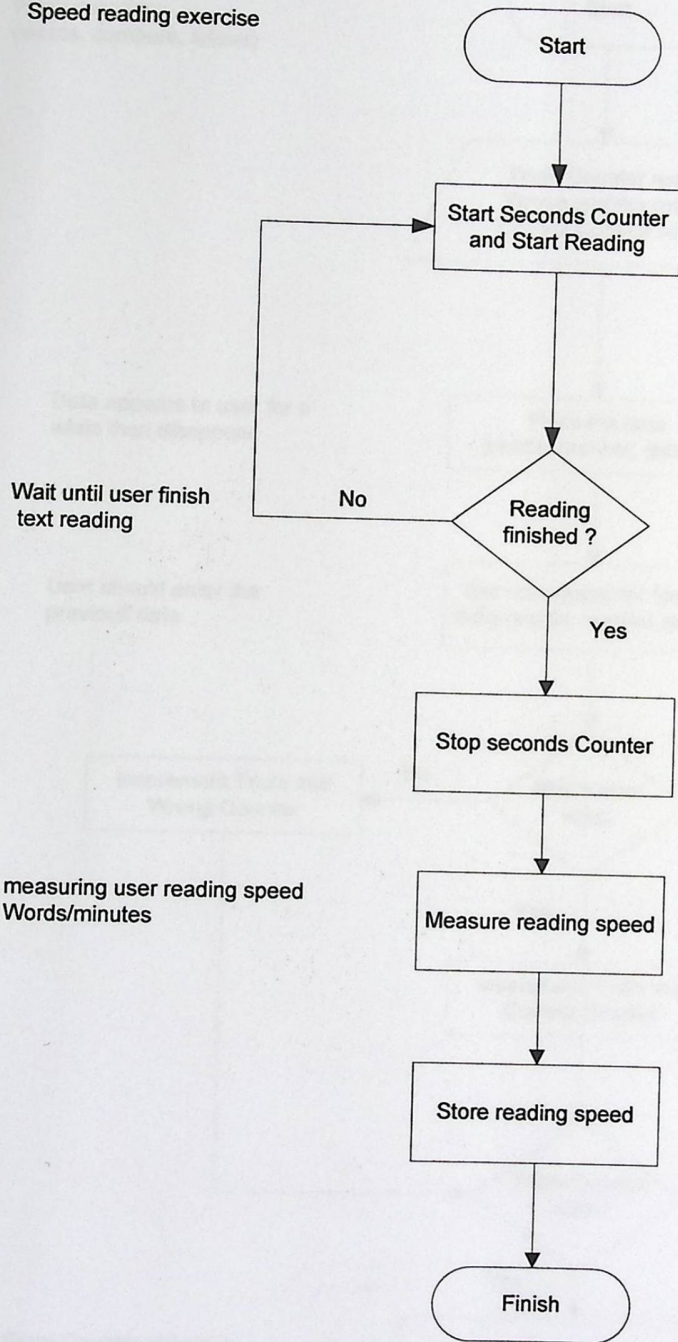 Speed reading exercise
Start
Start Seconds Counter
and Start Reading
Wait until user finish
text reading
No
Reading
finished ?
Yes
Stop seconds Counter
measuring user reading speed
Words/minutes
Measure reading speed
Store reading speed
Finish